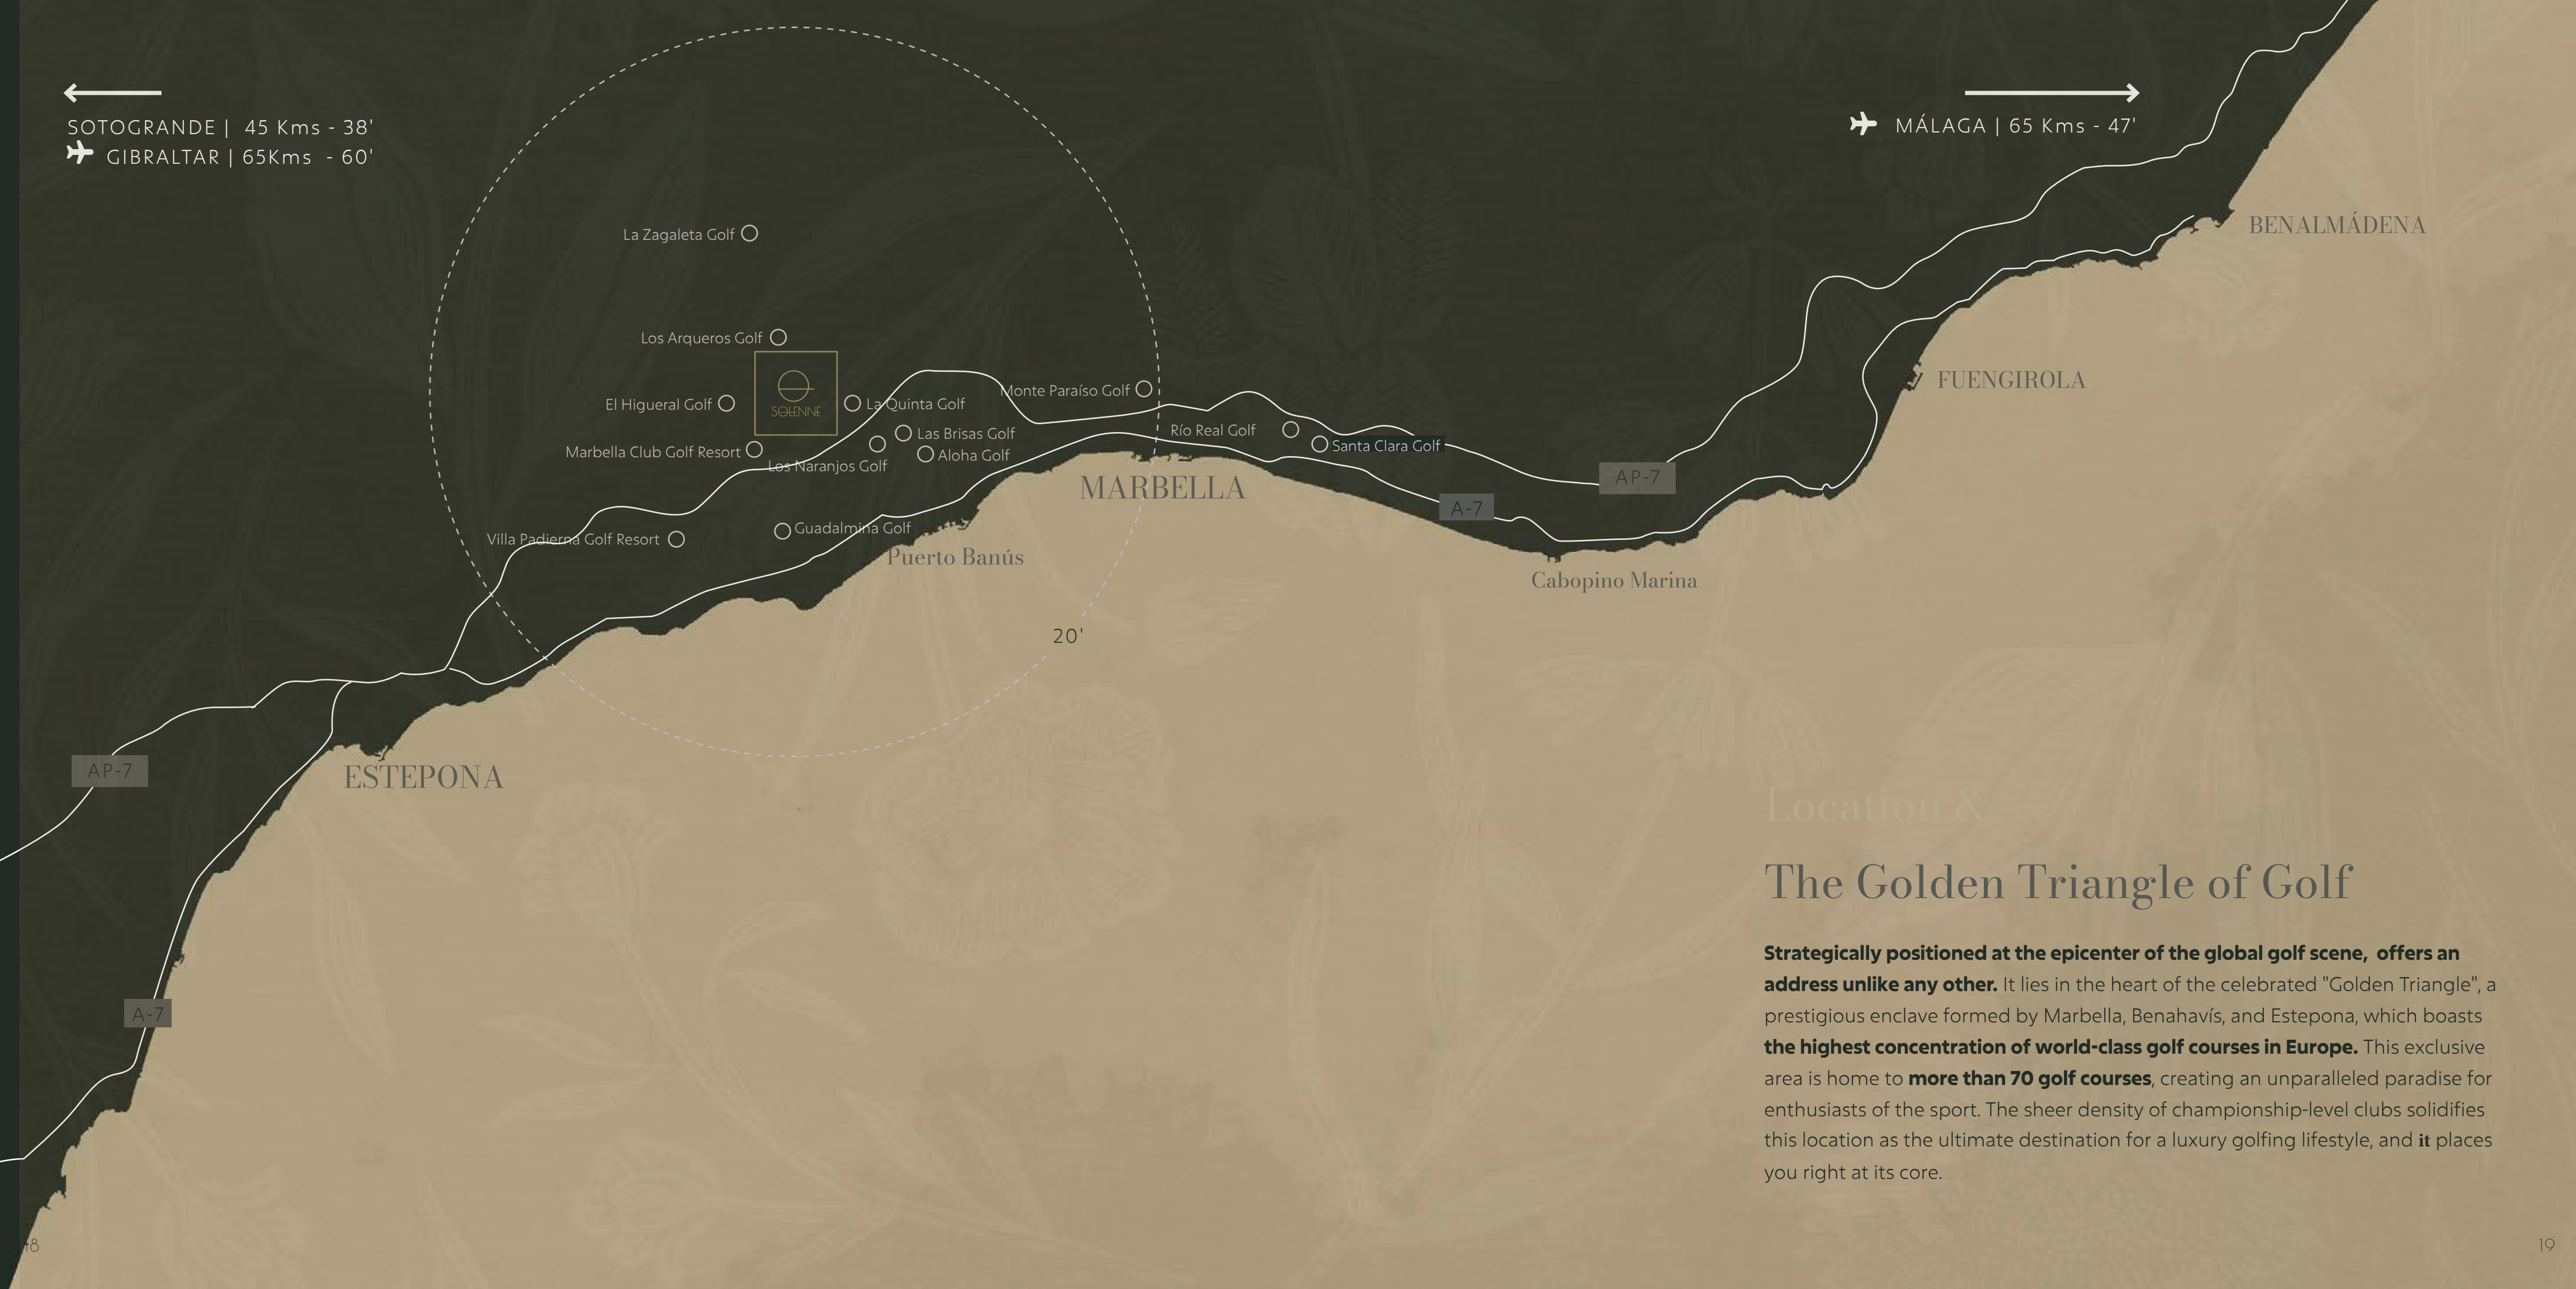 SOTOGRANDE | 45 Kms - 38'
GIBRALTAR | 65Kms - 60'
MÁLAGA | 65 Kms - 47'
BENALMÁDENA
La Zagaleta Golf
Los Arqueros Golf
FUENGIROLA
SOLENNE
El Higueral Golf
La Quinta Golf
Monte Paraíso Golf
Las Brisas Golf
Río Real Golf
Santa Clara Golf
Marbella Club Golf Resort
Aloha Golf
Los Naranjos Golf
AP-7
MARBELLA
A-7
Guadalmina Golf
Villa Padierna Golf Resort
Puerto Banús
Cabopino Marina
20'
AP-7
ESTEPONA
A-7
Location &
The Golden Triangle of Golf
Strategically positioned at the epicenter of the global golf scene, offers an
address unlike any other. It lies in the heart of the celebrated "Golden Triangle", a
prestigious enclave formed by Marbella, Benahavís, and Estepona, which boasts
the highest concentration of world-class golf courses in Europe. This exclusive
area is home to more than 70 golf courses, creating an unparalleled paradise for
enthusiasts of the sport. The sheer density of championship-level clubs solidifies
this location as the ultimate destination for a luxury golfing lifestyle, and it places
you right at its core.
18
19